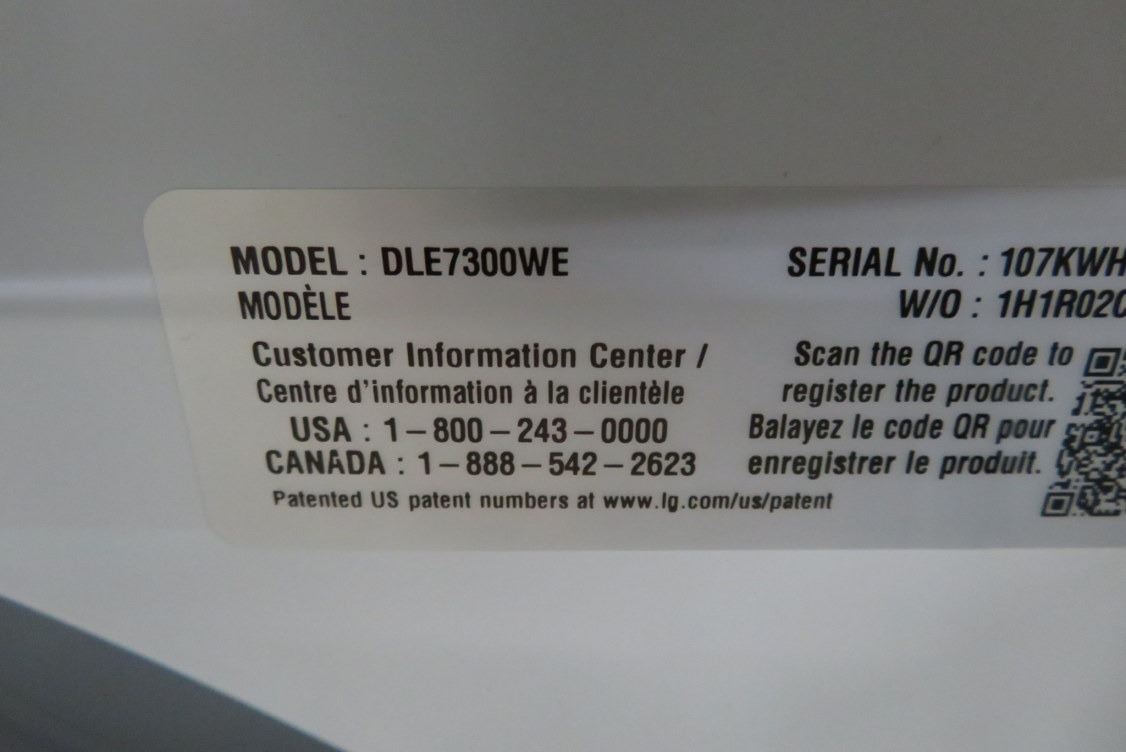 MODEL : DLE7300WE
MODÈLE
SERIAL No. : 107KWH
W/O : 1H1R02
Customer Information Center /
Centre d'information à la clientèle
USA : 1-800-243-0000
CANADA : 1-888-542-2623
Scan the QR code to
register the product.
Balayez le code QR pour
enregistrer le produit.
Patented US patent numbers at www.lg.com/us/patent